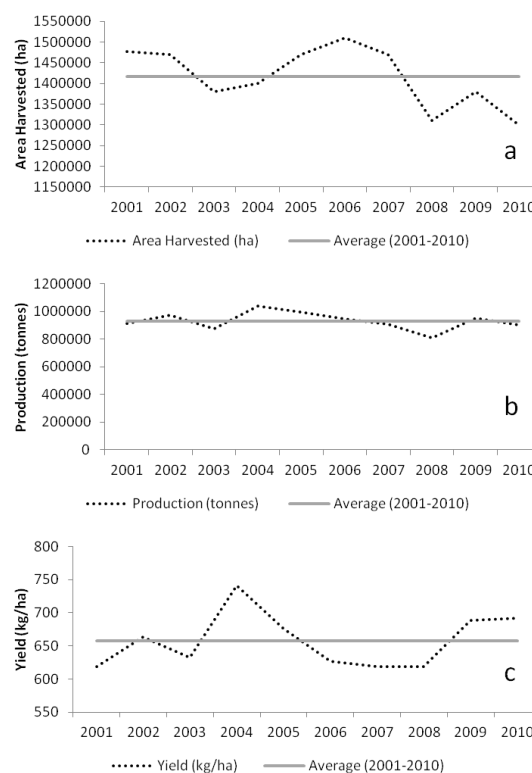 1550000
1500000
1450000
1400000
1350000
1300000
1250000
1200000
1150000
Area Harvested (ha)
a
2001 2002 2003 2004 2005 2006 2007 2008 2009 2010
Area Harvested (ha) Average (2001-2010)
1200000
1000000
800000
600000
400000
200000
0
Production (tonnes)
b
2001 2002 2003 2004 2005 2006 2007 2008 2009 2010
Production (tonnes) Average (2001-2010)
800
750
700
650
600
550
Yield (kg/ha)
c
2001 2002 2003 2004 2005 2006 2007 2008 2009 2010
Yield (kg/ha) Average (2001-2010)